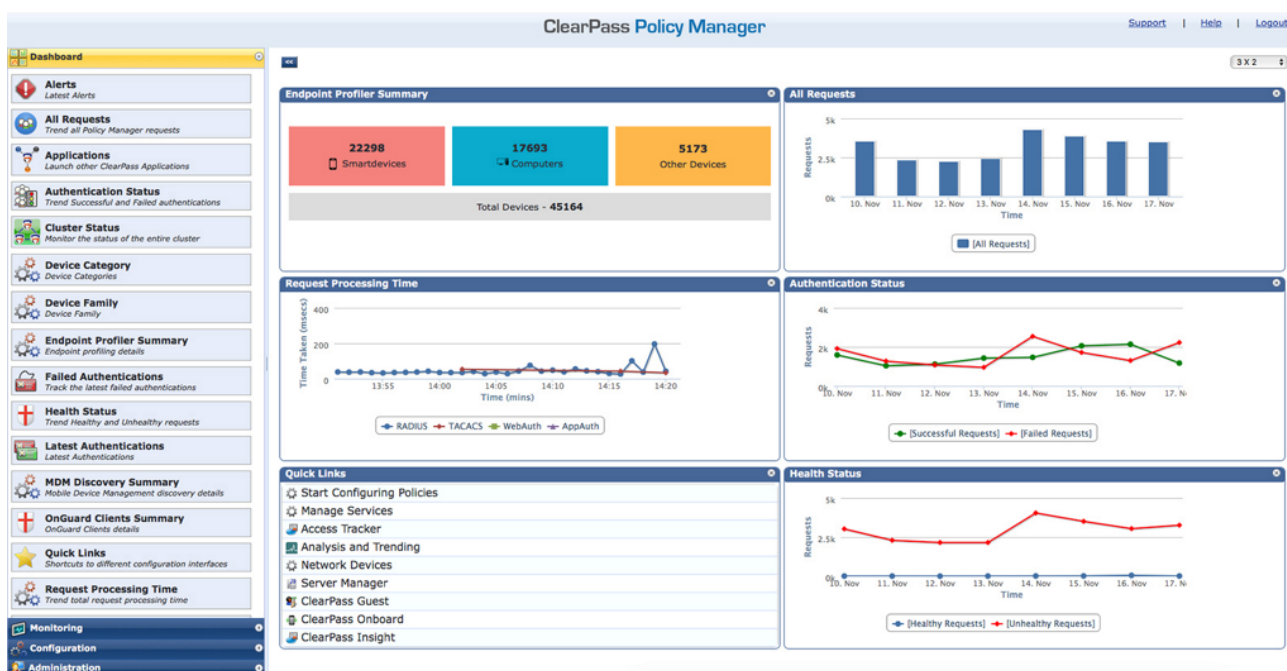 ClearPass Policy Manager
Support | Help | Logout
Dashboard
3 X 2
Alerts
Latest Alerts
All Requests
Trend all Policy Manager requests
Applications
Launch other ClearPass Applications
Authentication Status
Trend Successful and Failed authentications
Cluster Status
Monitor the status of the entire cluster
Device Category
Device Categories
Device Family
Device Family
Endpoint Profiler Summary
Endpoint profiling details
Failed Authentications
Track the latest failed authentications
Health Status
Trend Healthy and Unhealthy requests
Latest Authentications
Latest Authentications
MDM Discovery Summary
Mobile Device Management discovery details
OnGuard Clients Summary
OnGuard Clients details
Quick Links
Shortcuts to different configuration interfaces
Request Processing Time
Trend total request processing time
Monitoring
Configuration
Administration
<<
Endpoint Profiler Summary
22298
Smartdevices
17693
Computers
5173
Other Devices
Total Devices - 45164
All Requests
5k
2.5k
0k
Requests
10. Nov 11. Nov 12. Nov 13. Nov 14. Nov 15. Nov 16. Nov 17. Nov
Time
[All Requests]
Request Processing Time
Time Taken (msecs)
400
200
0
13:55 14:00 14:05 14:10 14:15 14:20
Time (mins)
RADIUS TACACS WebAuth AppAuth
Authentication Status
4k
2k
0k
Requests
10. Nov 11. Nov 12. Nov 13. Nov 14. Nov 15. Nov 16. Nov 17. N
Time
[Successful Requests] [Failed Requests]
Quick Links
Start Configuring Policies
Manage Services
Access Tracker
Analysis and Trending
Network Devices
Server Manager
ClearPass Guest
ClearPass Onboard
ClearPass Insight
Health Status
5k
2.5k
0k
Requests
10. Nov 11. Nov 12. Nov 13. Nov 14. Nov 15. Nov 16. Nov 17. N
Time
[Healthy Requests] [Unhealthy Requests]